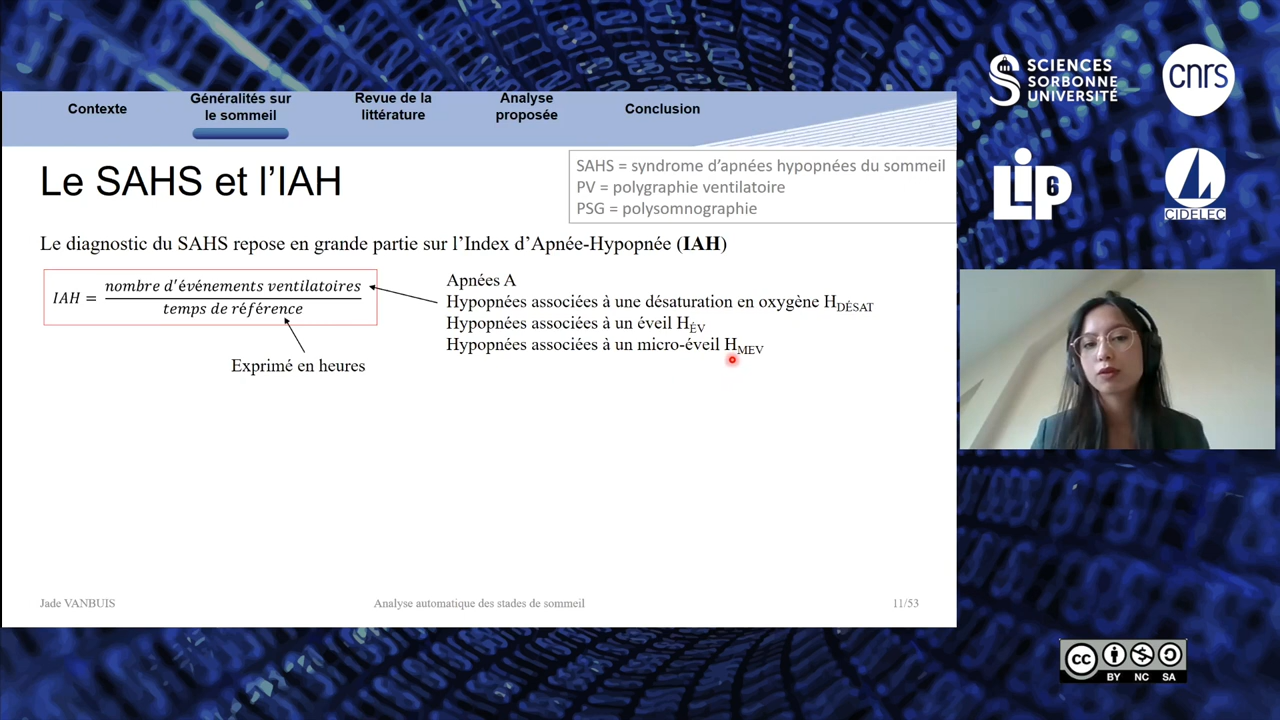 Contexte
Généralités sur
le sommeil
Revue de la
littérature
Analyse
proposée
Conclusion
Le SAHS et l'IAH
SAHS = syndrome d'apnées hypopnées du sommeil
PV = polygraphie ventilatoire
PSG = polysomnographie
Le diagnostic du SAHS repose en grande partie sur l'Index d'Apnée-Hypopnée (IAH)
IAH = nombre d'événements ventilatoires / temps de référence
Exprimé en heures
Apnées A
Hypopnées associées à une désaturation en oxygène HDÉSAT
Hypopnées associées à un éveil HÉV
Hypopnées associées à un micro-éveil HMEV
Jade VANBUIS
Analyse automatique des stades de sommeil
11/53
SCIENCES
SORBONNE
UNIVERSITÉ
cnrs
LIP6
CIDELEC
cc
BY NC SA